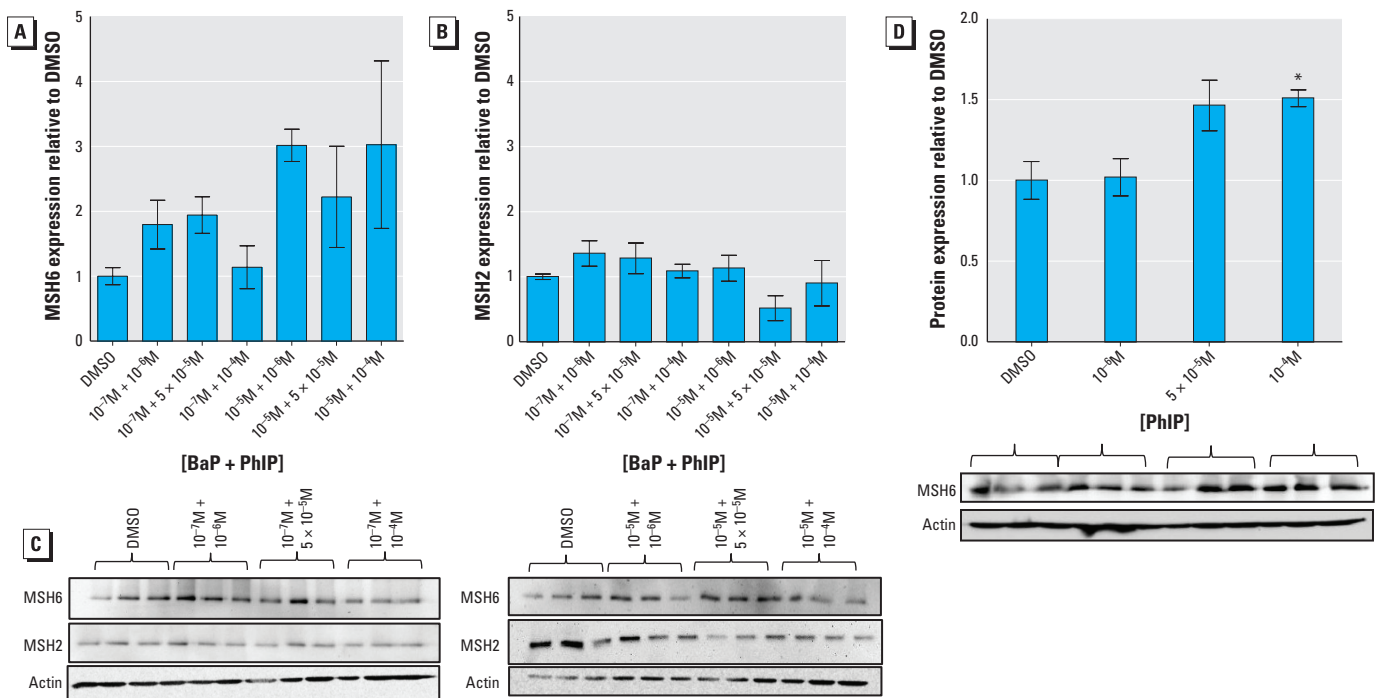 A
MSH6 expression relative to DMSO
5
4
3
2
1
0
DMSO
10⁻⁷M + 10⁻⁶M
10⁻⁷M + 5 × 10⁻⁵M
10⁻⁷M + 10⁻⁴M
10⁻⁵M + 10⁻⁶M
10⁻⁵M + 5 × 10⁻⁵M
10⁻⁵M + 10⁻⁴M
[BaP + PhIP]
B
MSH2 expression relative to DMSO
5
4
3
2
1
0
DMSO
10⁻⁷M + 10⁻⁶M
10⁻⁷M + 5 × 10⁻⁵M
10⁻⁷M + 10⁻⁴M
10⁻⁵M + 10⁻⁶M
10⁻⁵M + 5 × 10⁻⁵M
10⁻⁵M + 10⁻⁴M
[BaP + PhIP]
C
DMSO
10⁻⁷M +
10⁻⁶M
10⁻⁷M +
5 × 10⁻⁵M
10⁻⁷M +
10⁻⁴M
MSH6
MSH2
Actin
DMSO
10⁻⁵M +
10⁻⁶M
10⁻⁵M +
5 × 10⁻⁵M
10⁻⁵M +
10⁻⁴M
MSH6
MSH2
Actin
D
Protein expression relative to DMSO
2.0
1.5
1.0
0.5
0.0
*
DMSO
10⁻⁶M
5 × 10⁻⁵M
10⁻⁴M
[PhIP]
MSH6
Actin